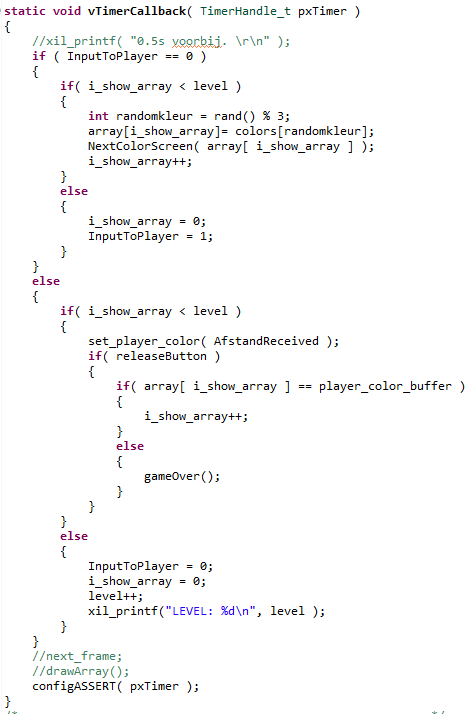 static void vTimerCallback( TimerHandle_t pxTimer )
{
    //xil_printf( "0.5s voorbij. \r\n" );
    if ( InputToPlayer == 0 )
    {
        if( i_show_array < level )
        {
            int randomkleur = rand() % 3;
            array[i_show_array]= colors[randomkleur];
            NextColorScreen( array[ i_show_array ] );
            i_show_array++;
        }
        else
        {
            i_show_array = 0;
            InputToPlayer = 1;
        }
    }
    else
    {
        if( i_show_array < level )
        {
            set_player_color( AfstandReceived );
            if( releaseButton )
            {
                if( array[ i_show_array ] == player_color_buffer )
                {
                    i_show_array++;
                }
                else
                {
                    gameOver();
                }
            }
        }
        else
        {
            InputToPlayer = 0;
            i_show_array = 0;
            level++;
            xil_printf("LEVEL: %d\n", level );
        }
    }
    //next_frame;
    //drawArray();
    configASSERT( pxTimer );
}